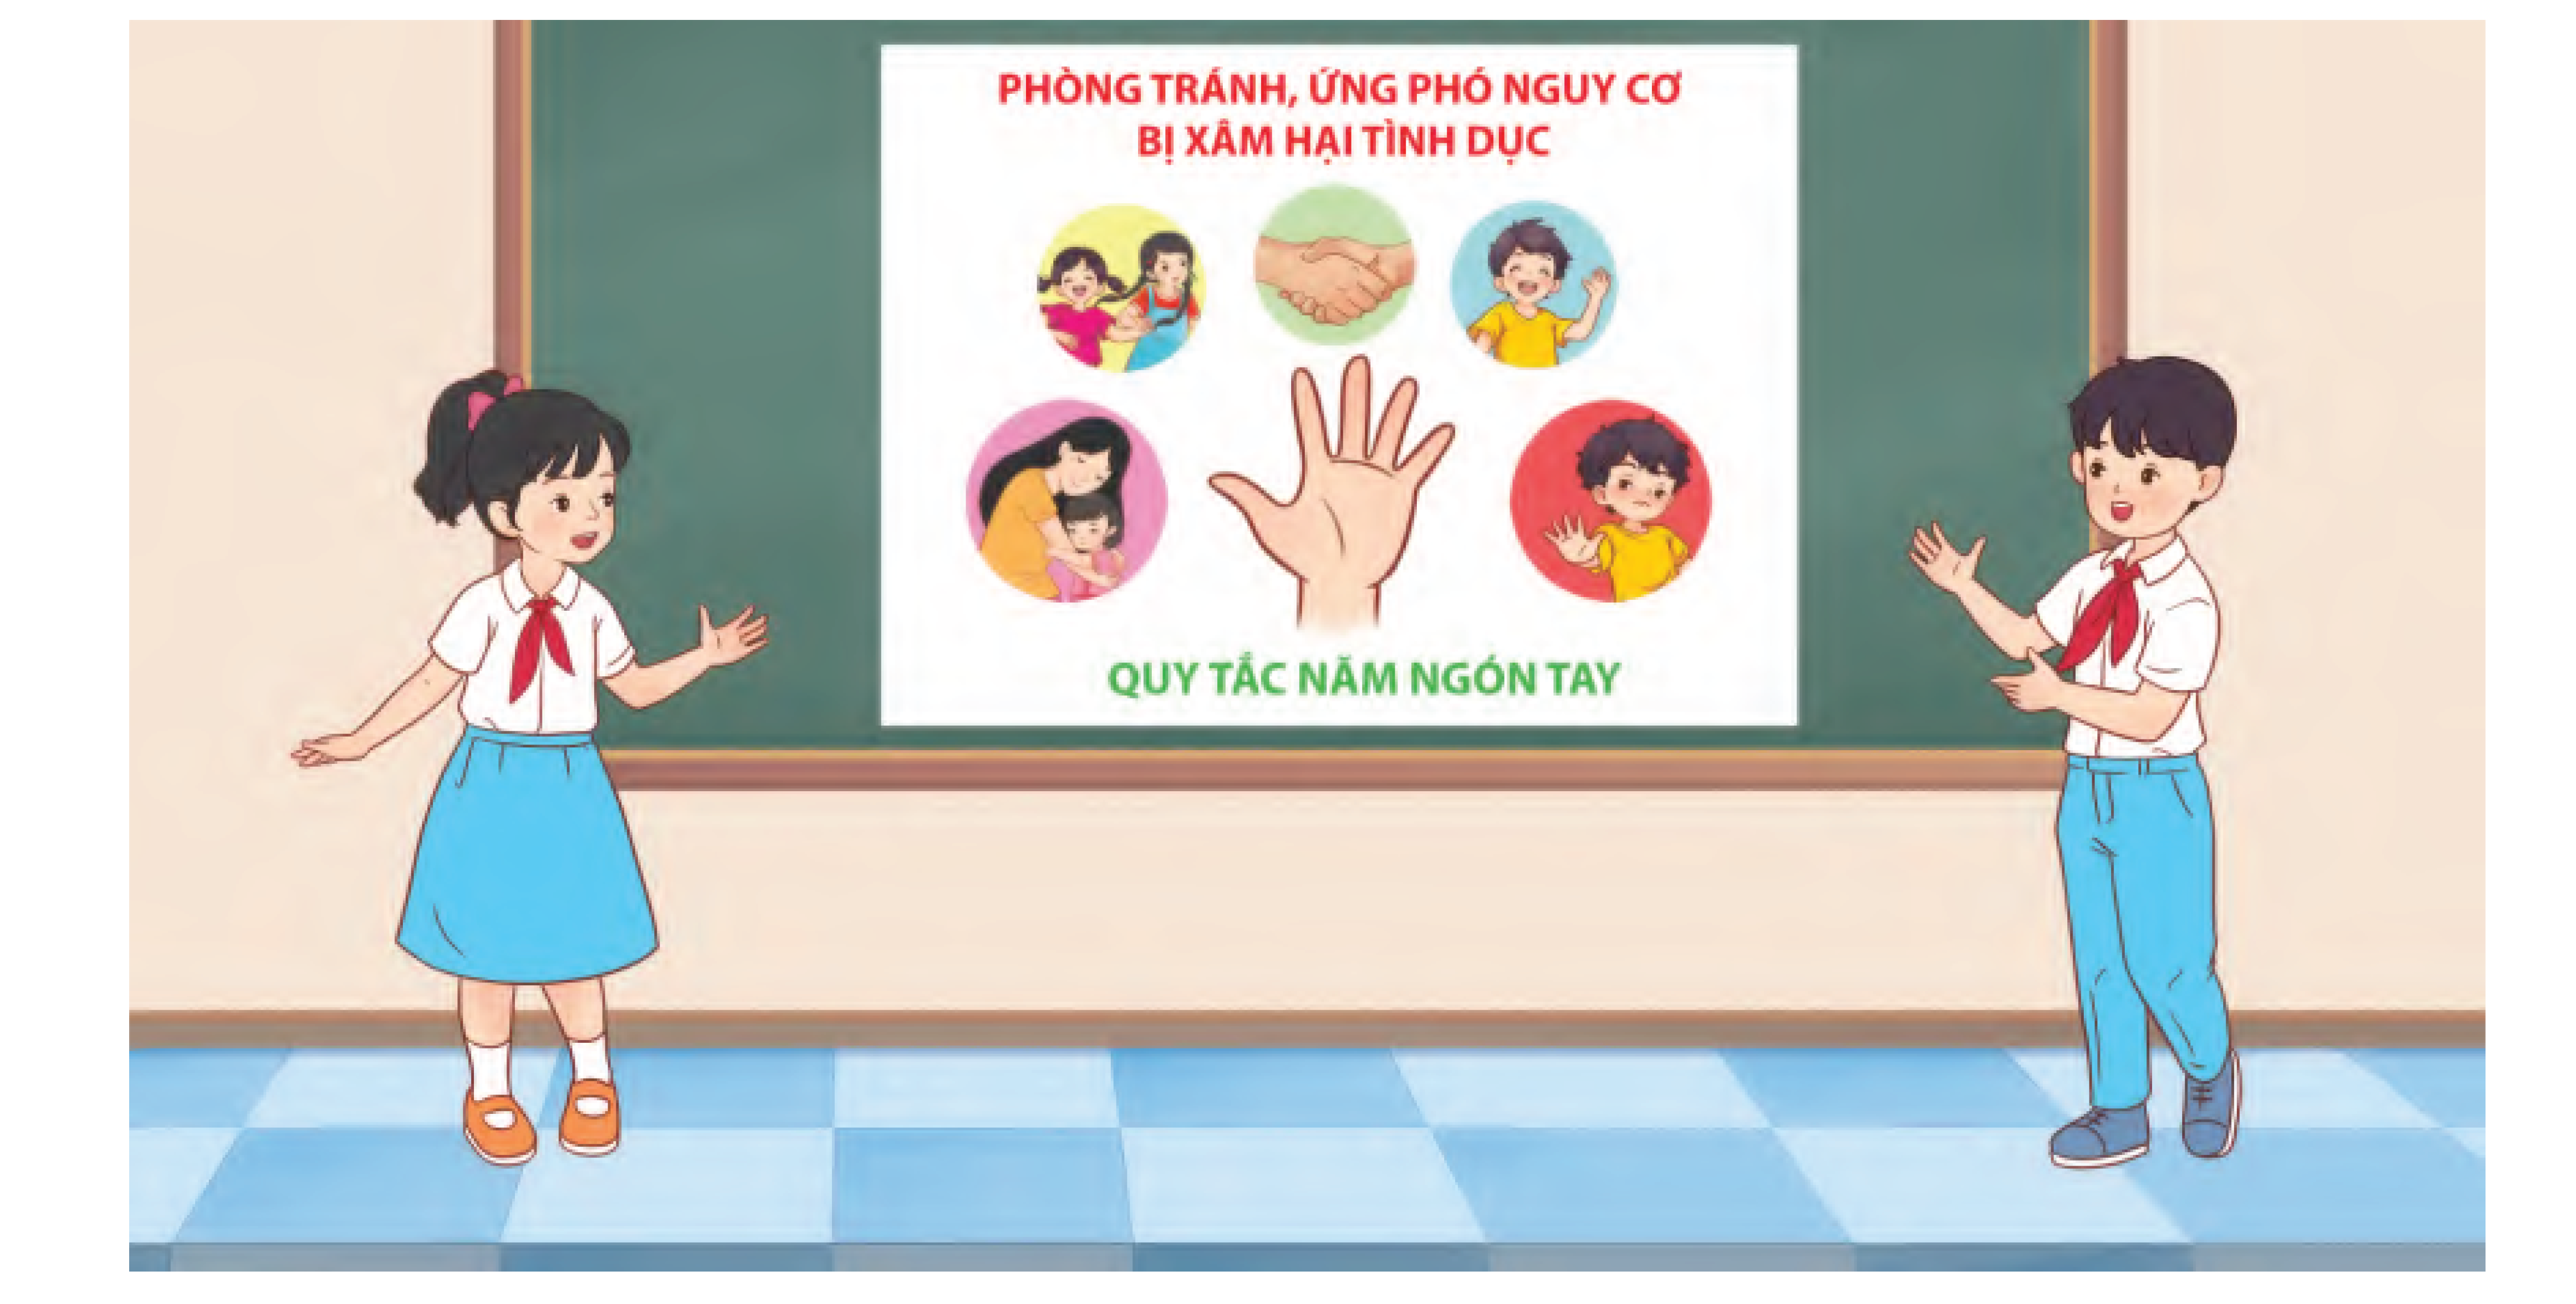 PHÒNG TRÁNH, ỨNG PHÓ NGUY CƠ
BỊ XÂM HẠI TÌNH DỤC
QUY TẮC NĂM NGÓN TAY